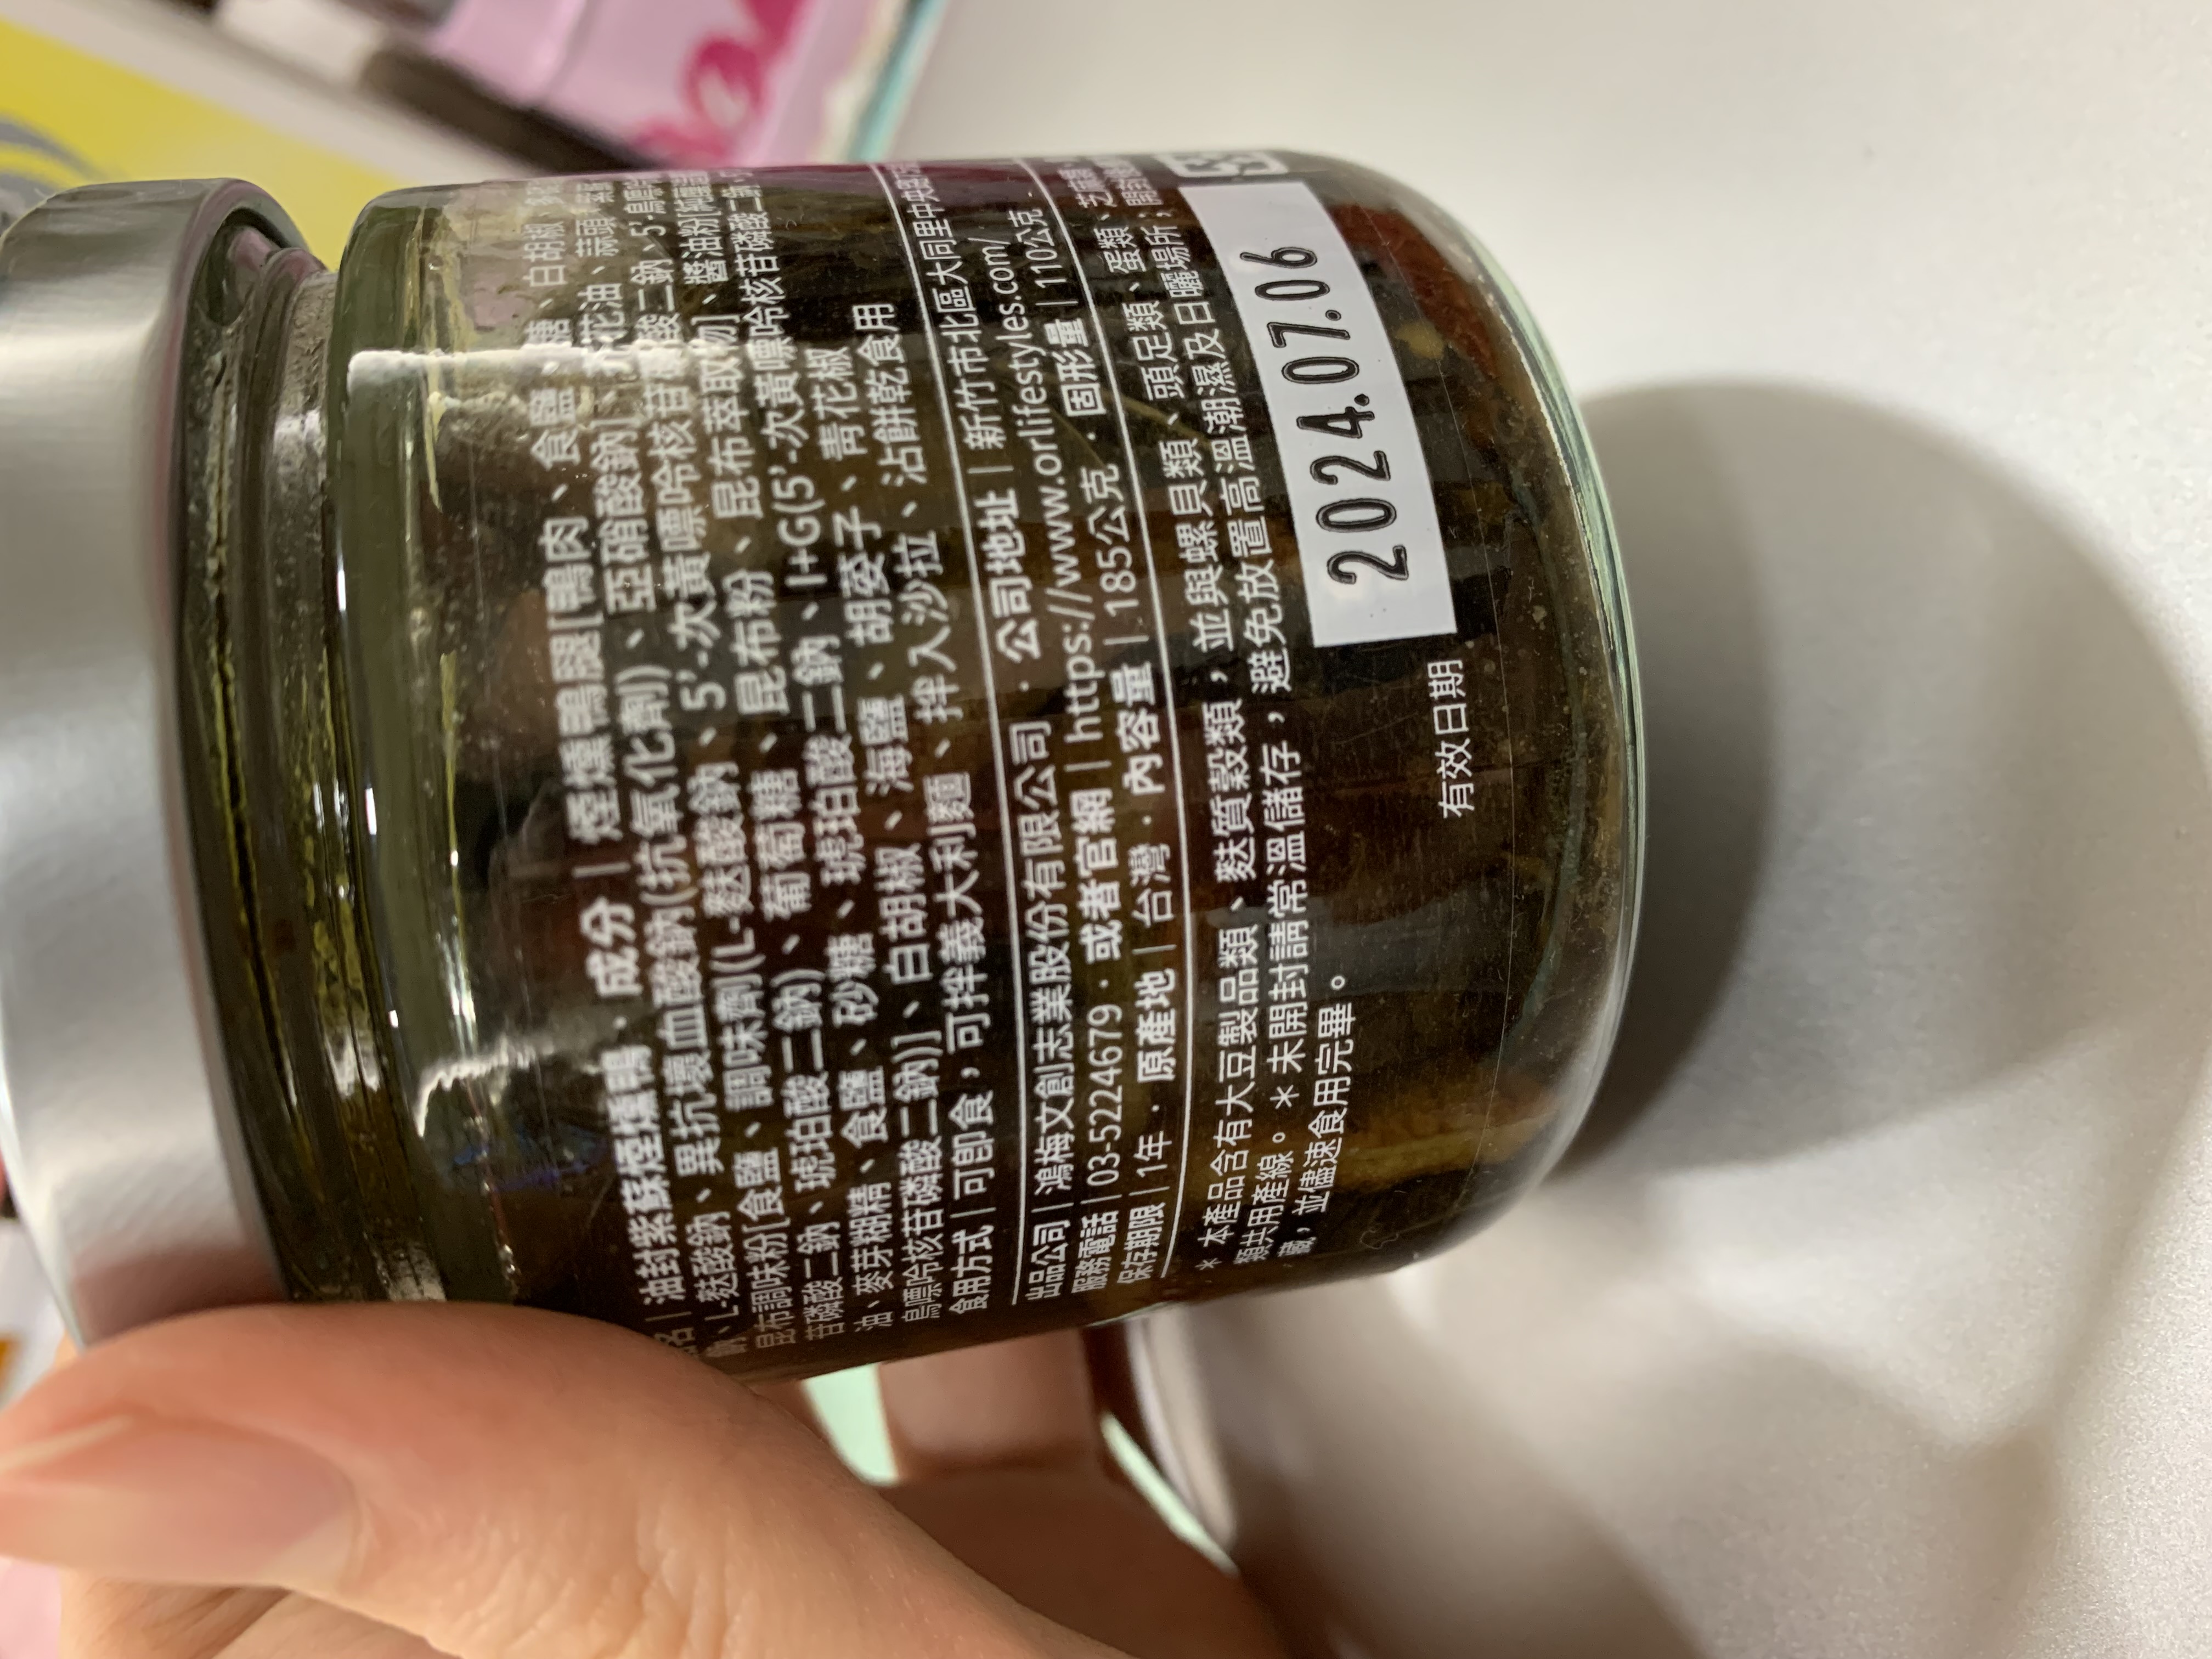 油封紫蘇煙燻鴨．成分｜煙燻鴨腿[鴨肉、食鹽、糖、白胡椒、
鈉、L-麩酸鈉、異抗壞血酸鈉(抗氧化劑)、亞硝酸鈉]、
昆布調味粉[食鹽、調味劑((L-麩酸鈉、5'-次黃嘌呤核苷磷酸二鈉、5'-鳥嘌呤
苷磷酸二鈉、琥珀酸二鈉)、葡萄糖、昆布粉、昆布萃取物]、醬油粉
油、麥芽糊精、食鹽、砂糖、琥珀酸二鈉、I+G(5'-次黃嘌呤核苷磷酸二鈉
鳥嘌呤核苷磷酸二鈉)]、白胡椒、海鹽、胡荽子、青花椒
食用方式｜可即食，可拌義大利麵、拌入沙拉、沾餅乾食用
出品公司｜鴻梅文創志業股份有限公司．公司地址｜新竹市北區大同里中央
服務電話｜03-5224679．或者官網｜https://www.orlifestyles.com/
保存期限｜1年．原產地｜台灣．內容量｜185公克．固形量｜110公克
＊本產品含有大豆製品類、麩質穀類，並與螺貝類、頭足類、蛋類、芝麻
類共用產線。＊未開封請常溫儲存，避免放置高溫潮濕及日曬場所；開封後
藏，並儘速食用完畢。
有效日期
2024.07.06